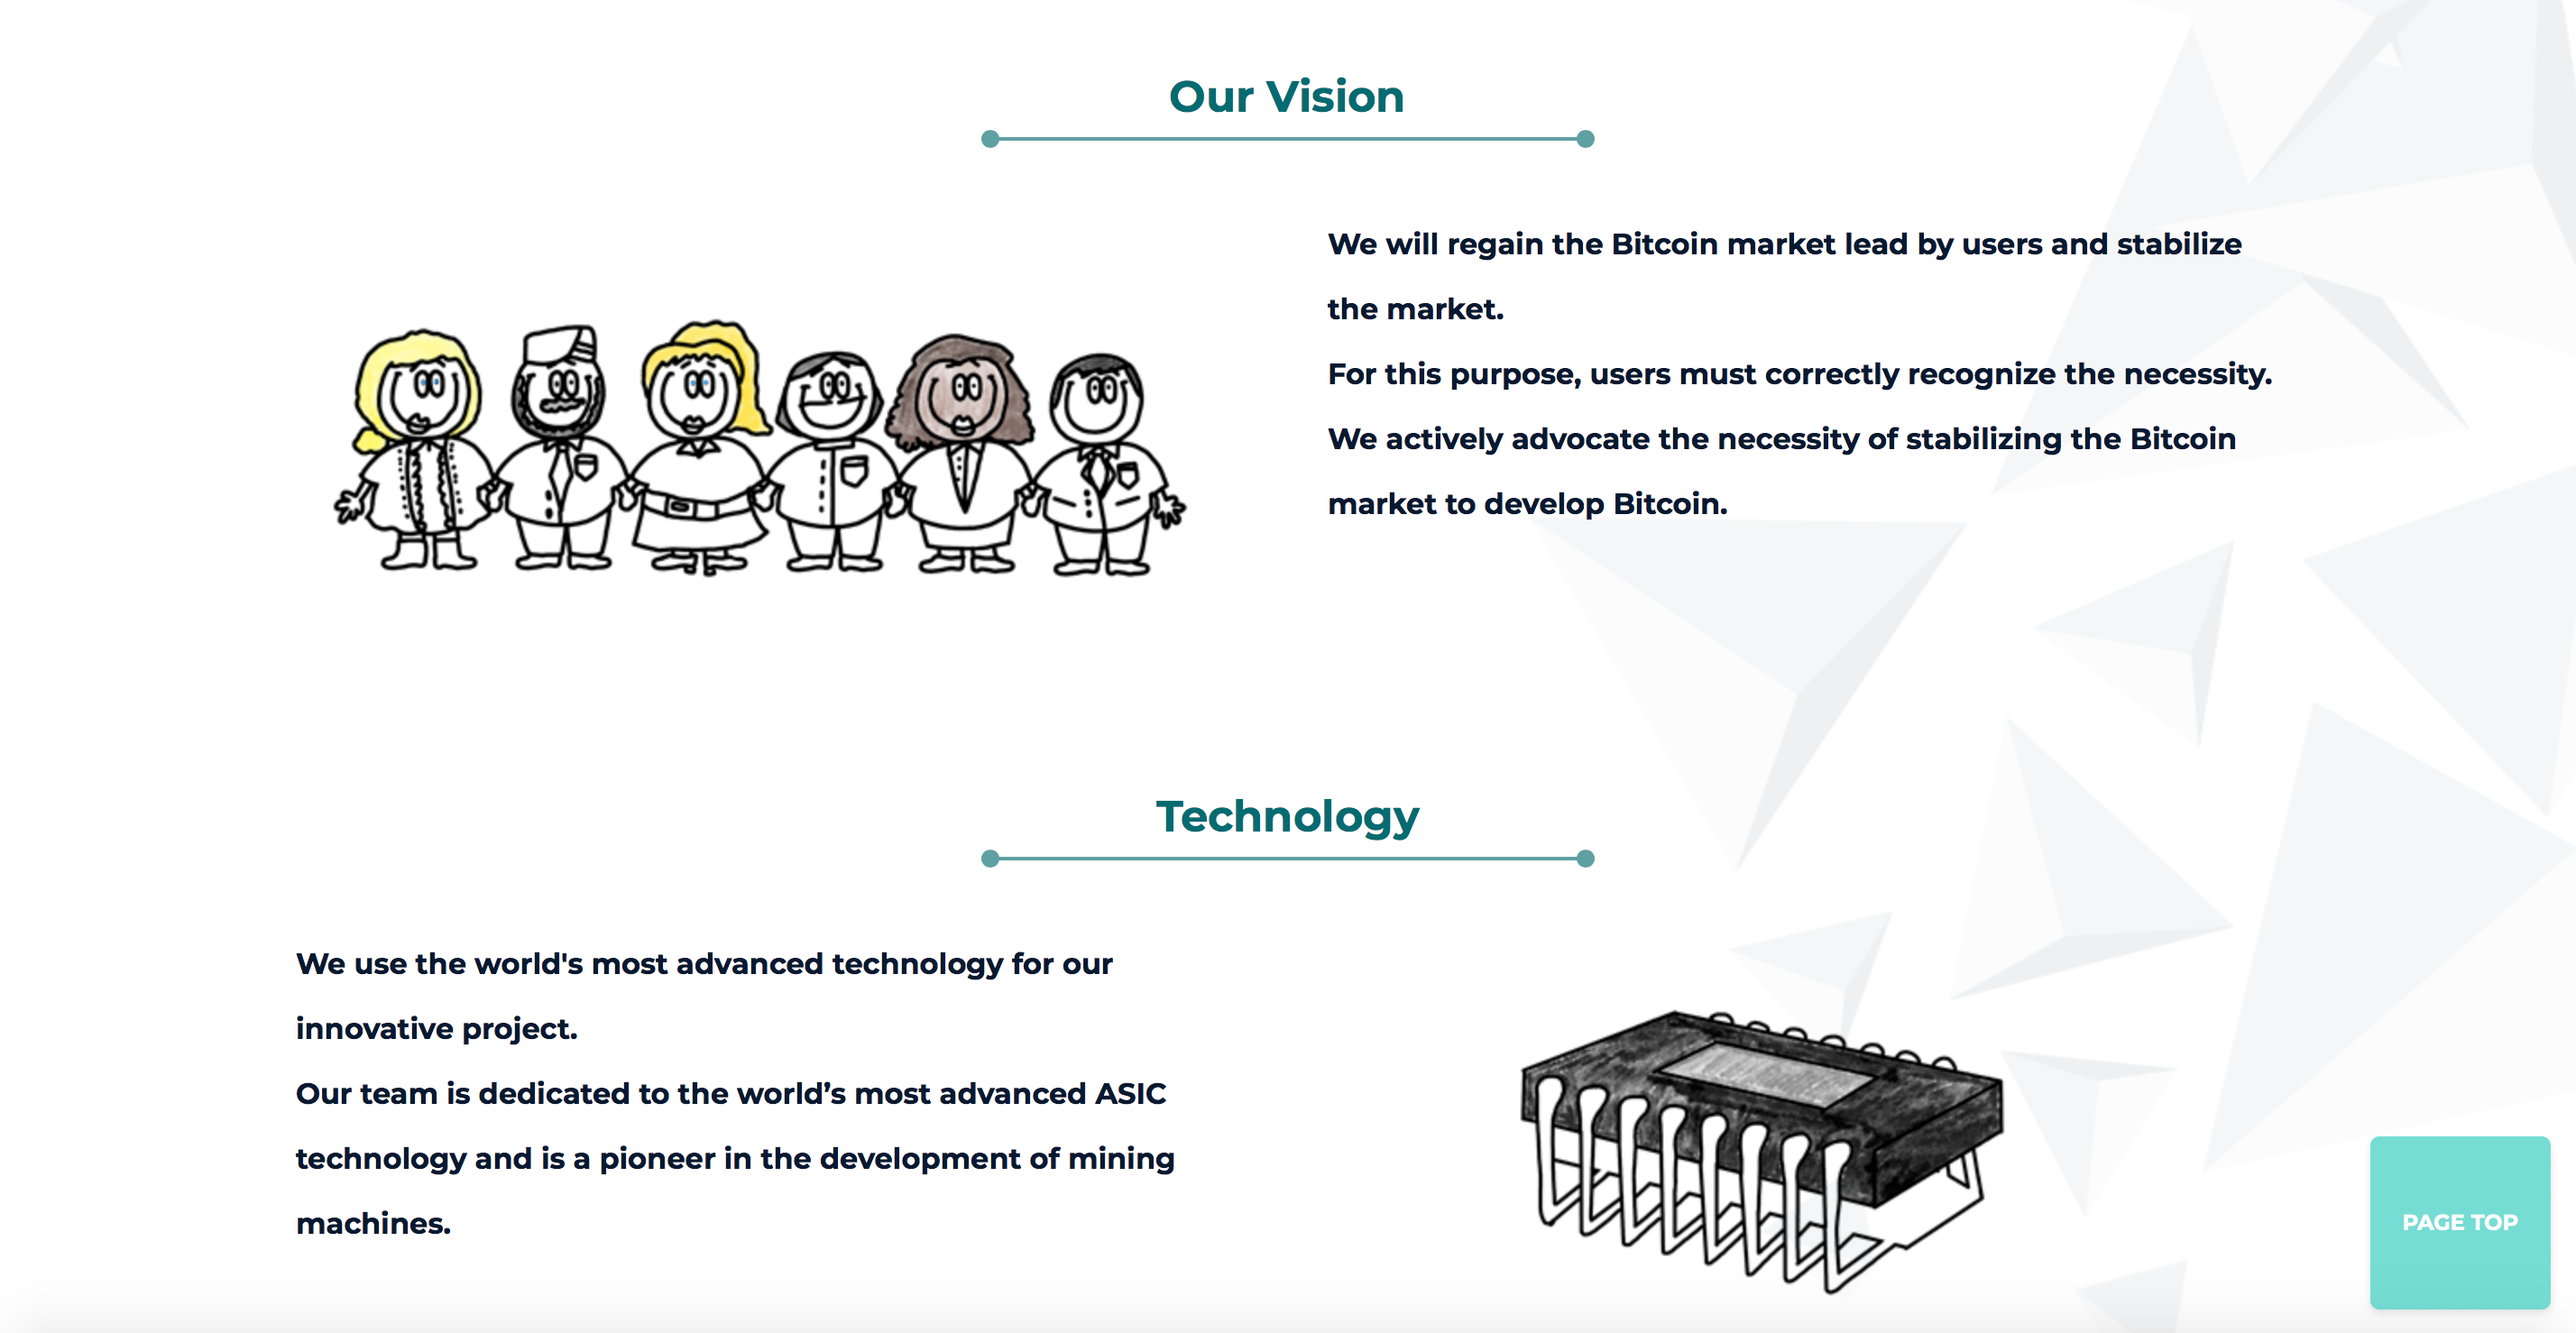 Our Vision
We will regain the Bitcoin market lead by users and stabilize
the market.
For this purpose, users must correctly recognize the necessity.
We actively advocate the necessity of stabilizing the Bitcoin
market to develop Bitcoin.
Technology
We use the world's most advanced technology for our
innovative project.
Our team is dedicated to the world’s most advanced ASIC
technology and is a pioneer in the development of mining
machines.
PAGE TOP